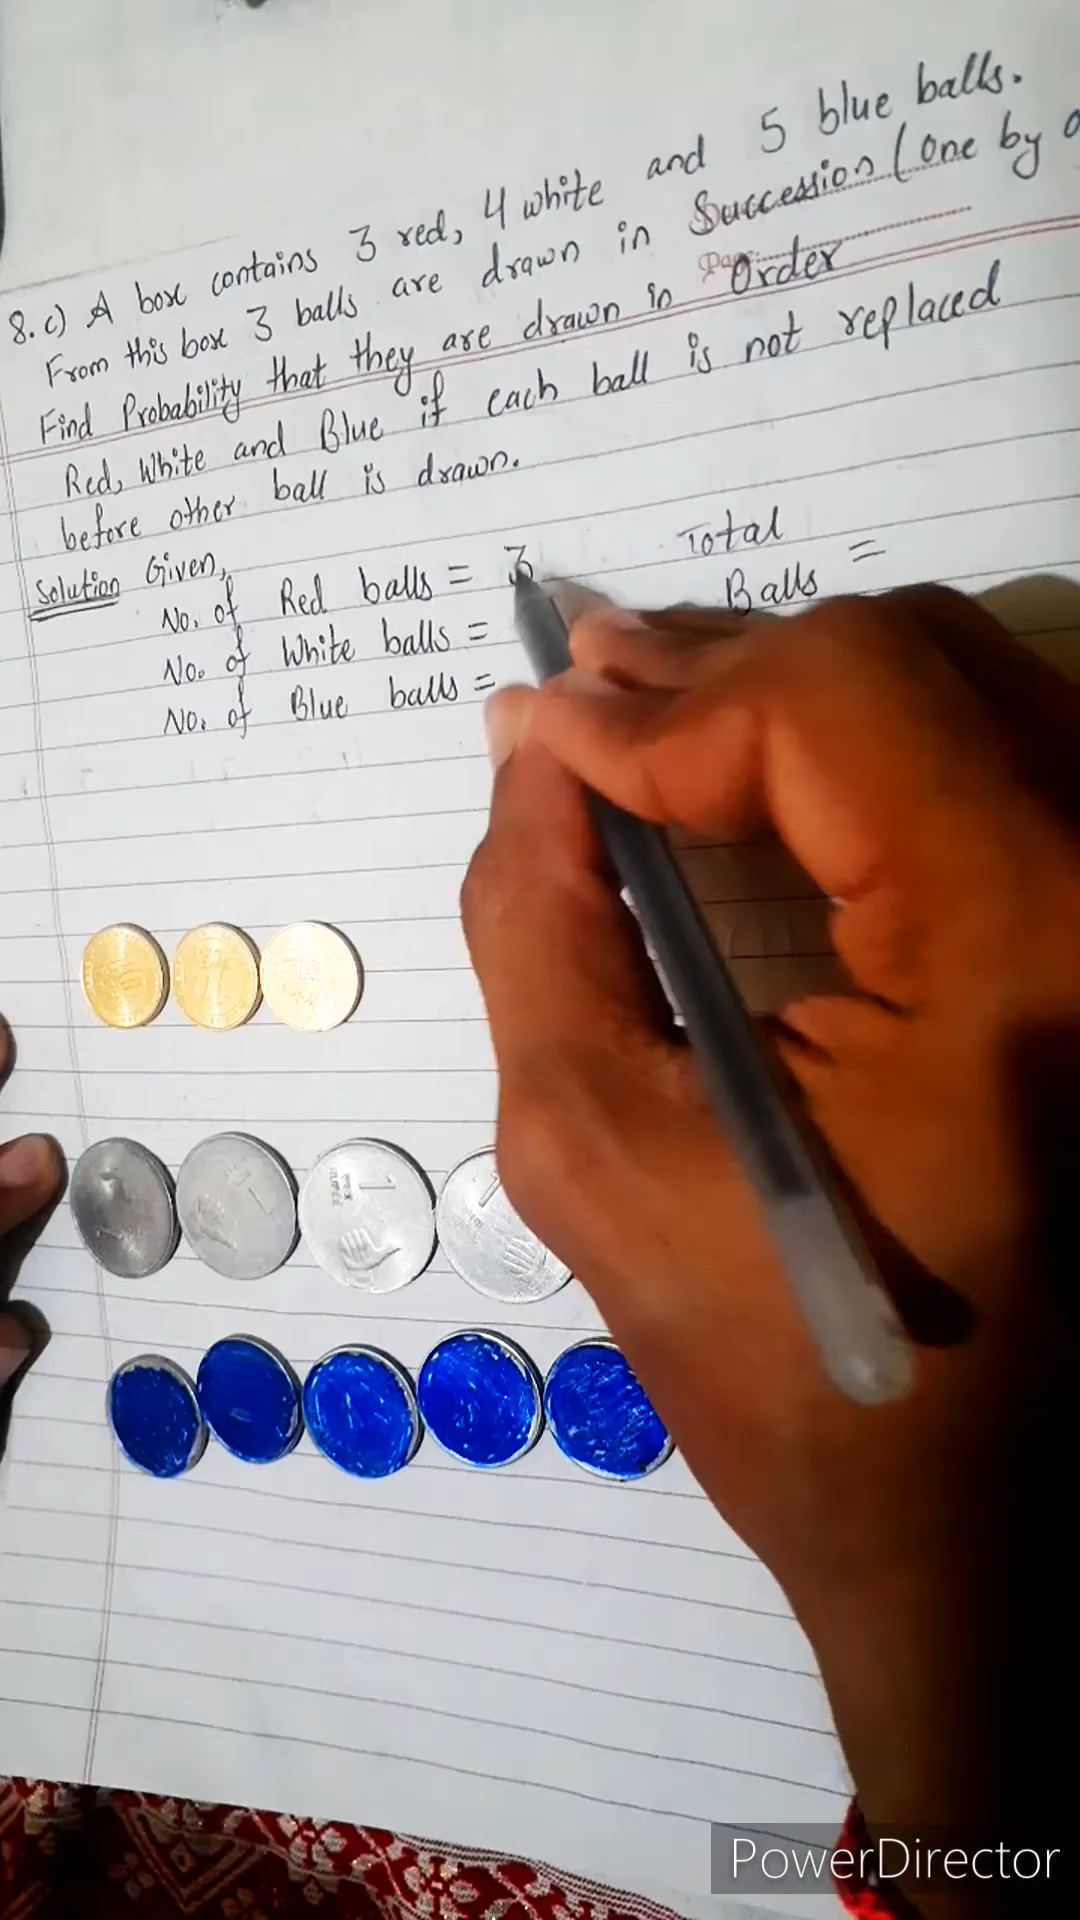 8. c) A box contains 3 red, 4 white and 5 blue balls.
From this box 3 balls are drawn in Succession (one by
Find Probability that they are drawn in Order
Red, White and Blue if each ball is not replaced
before other ball is drawn.
Solution Given,
No. of Red balls = 3
No. of White balls =
No. of Blue balls =
Total
Balls =
1
PowerDirector